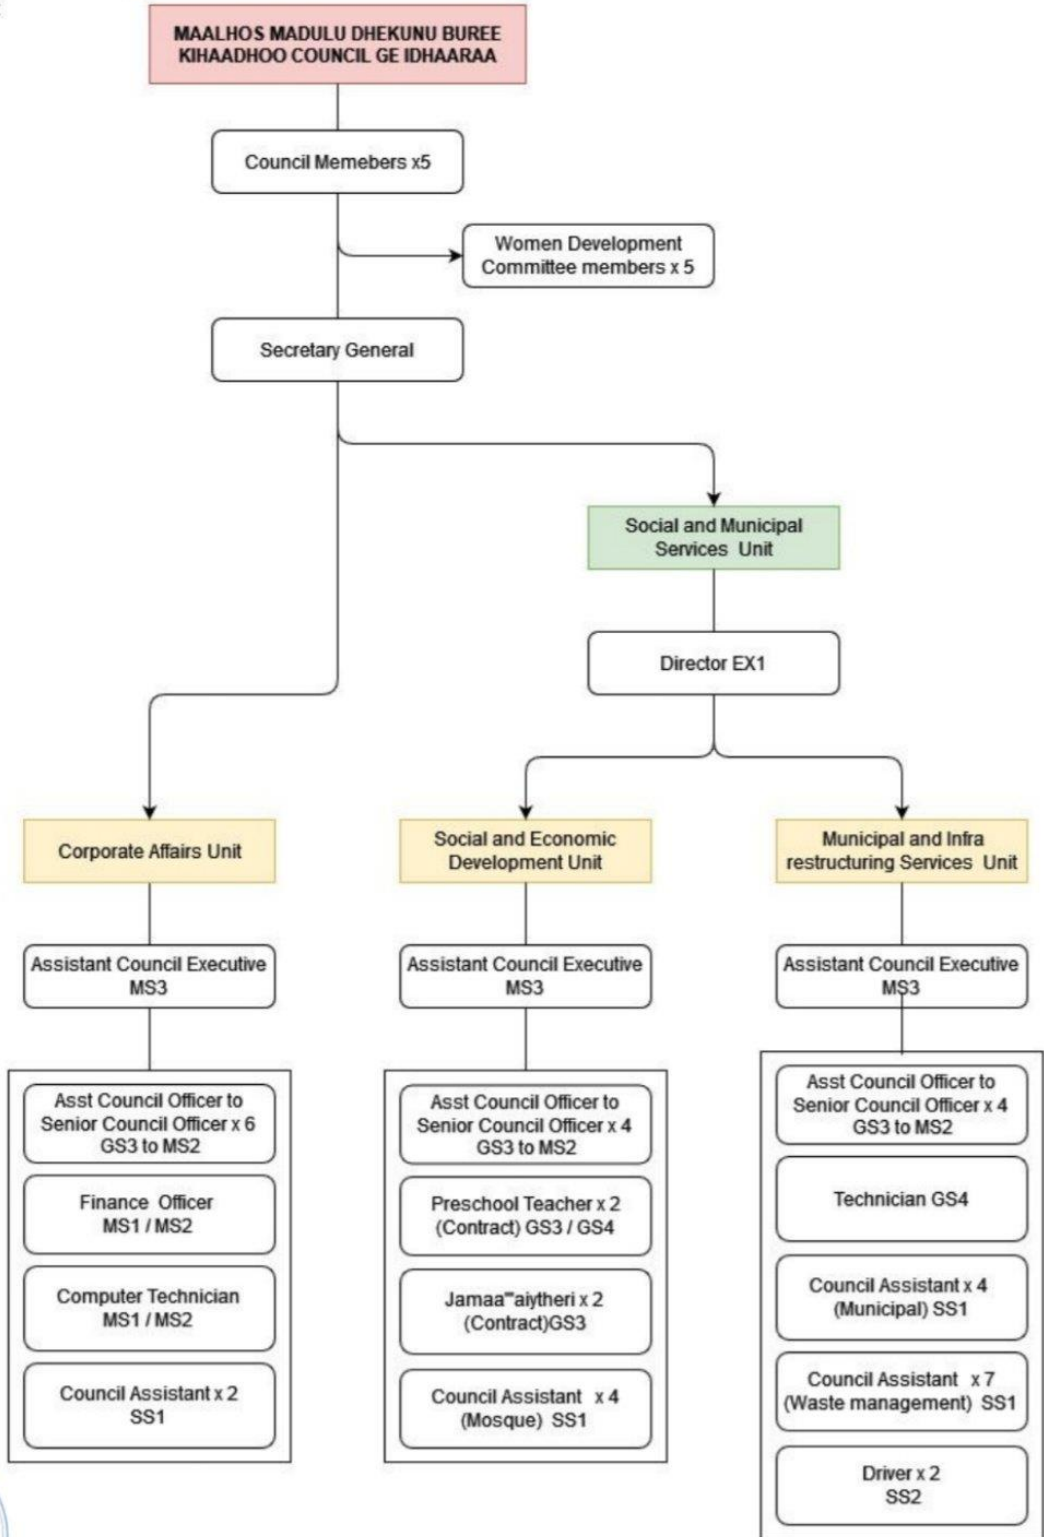 MAALHOS MADULU DHEKUNU BUREE
KIHAADHOO COUNCIL GE IDHAARAA
Council Memebers x5
Women Development
Committee members x 5
Secretary General
Social and Municipal
Services Unit
Director EX1
Corporate Affairs Unit
Assistant Council Executive
MS3
Asst Council Officer to
Senior Council Officer x 6
GS3 to MS2
Finance Officer
MS1 / MS2
Computer Technician
MS1 / MS2
Council Assistant x 2
SS1
Social and Economic
Development Unit
Assistant Council Executive
MS3
Asst Council Officer to
Senior Council Officer x 4
GS3 to MS2
Preschool Teacher x 2
(Contract) GS3 / GS4
Jamaa'"aiytheri x 2
(Contract)GS3
Council Assistant x 4
(Mosque) SS1
Municipal and Infra
restructuring Services Unit
Assistant Council Executive
MS3
Asst Council Officer to
Senior Council Officer x 4
GS3 to MS2
Technician GS4
Council Assistant x 4
(Municipal) SS1
Council Assistant x 7
(Waste management) SS1
Driver x 2
SS2